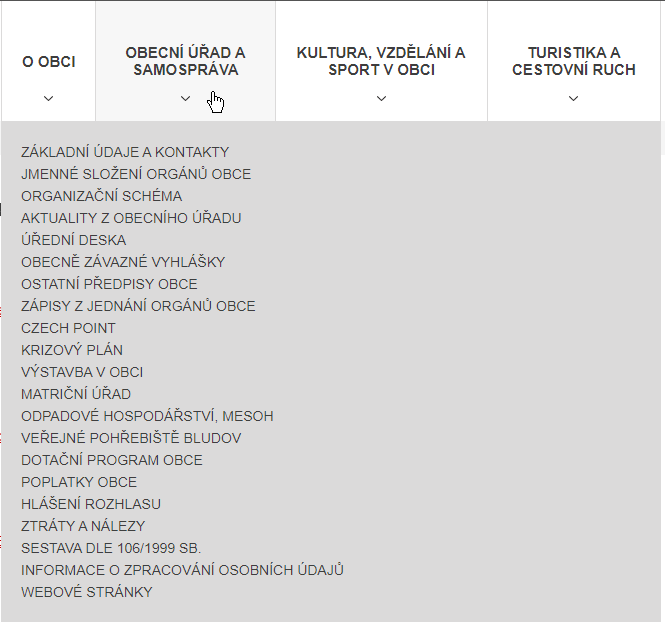 O OBCI
OBECNÍ ÚŘAD A
SAMOSPRÁVA
KULTURA, VZDĚLÁNÍ A
SPORT V OBCI
TURISTIKA A
CESTOVNÍ RUCH
ZÁKLADNÍ ÚDAJE A KONTAKTY
JMENNÉ SLOŽENÍ ORGÁNŮ OBCE
ORGANIZAČNÍ SCHÉMA
AKTUALITY Z OBECNÍHO ÚŘADU
ÚŘEDNÍ DESKA
OBECNĚ ZÁVAZNÉ VYHLÁŠKY
OSTATNÍ PŘEDPISY OBCE
ZÁPISY Z JEDNÁNÍ ORGÁNŮ OBCE
CZECH POINT
KRIZOVÝ PLÁN
VÝSTAVBA V OBCI
MATRIČNÍ ÚŘAD
ODPADOVÉ HOSPODÁŘSTVÍ, MESOH
VEŘEJNÉ POHŘEBIŠTĚ BLUDOV
DOTAČNÍ PROGRAM OBCE
POPLATKY OBCE
HLÁŠENÍ ROZHLASU
ZTRÁTY A NÁLEZY
SESTAVA DLE 106/1999 SB.
INFORMACE O ZPRACOVÁNÍ OSOBNÍCH ÚDAJŮ
WEBOVÉ STRÁNKY